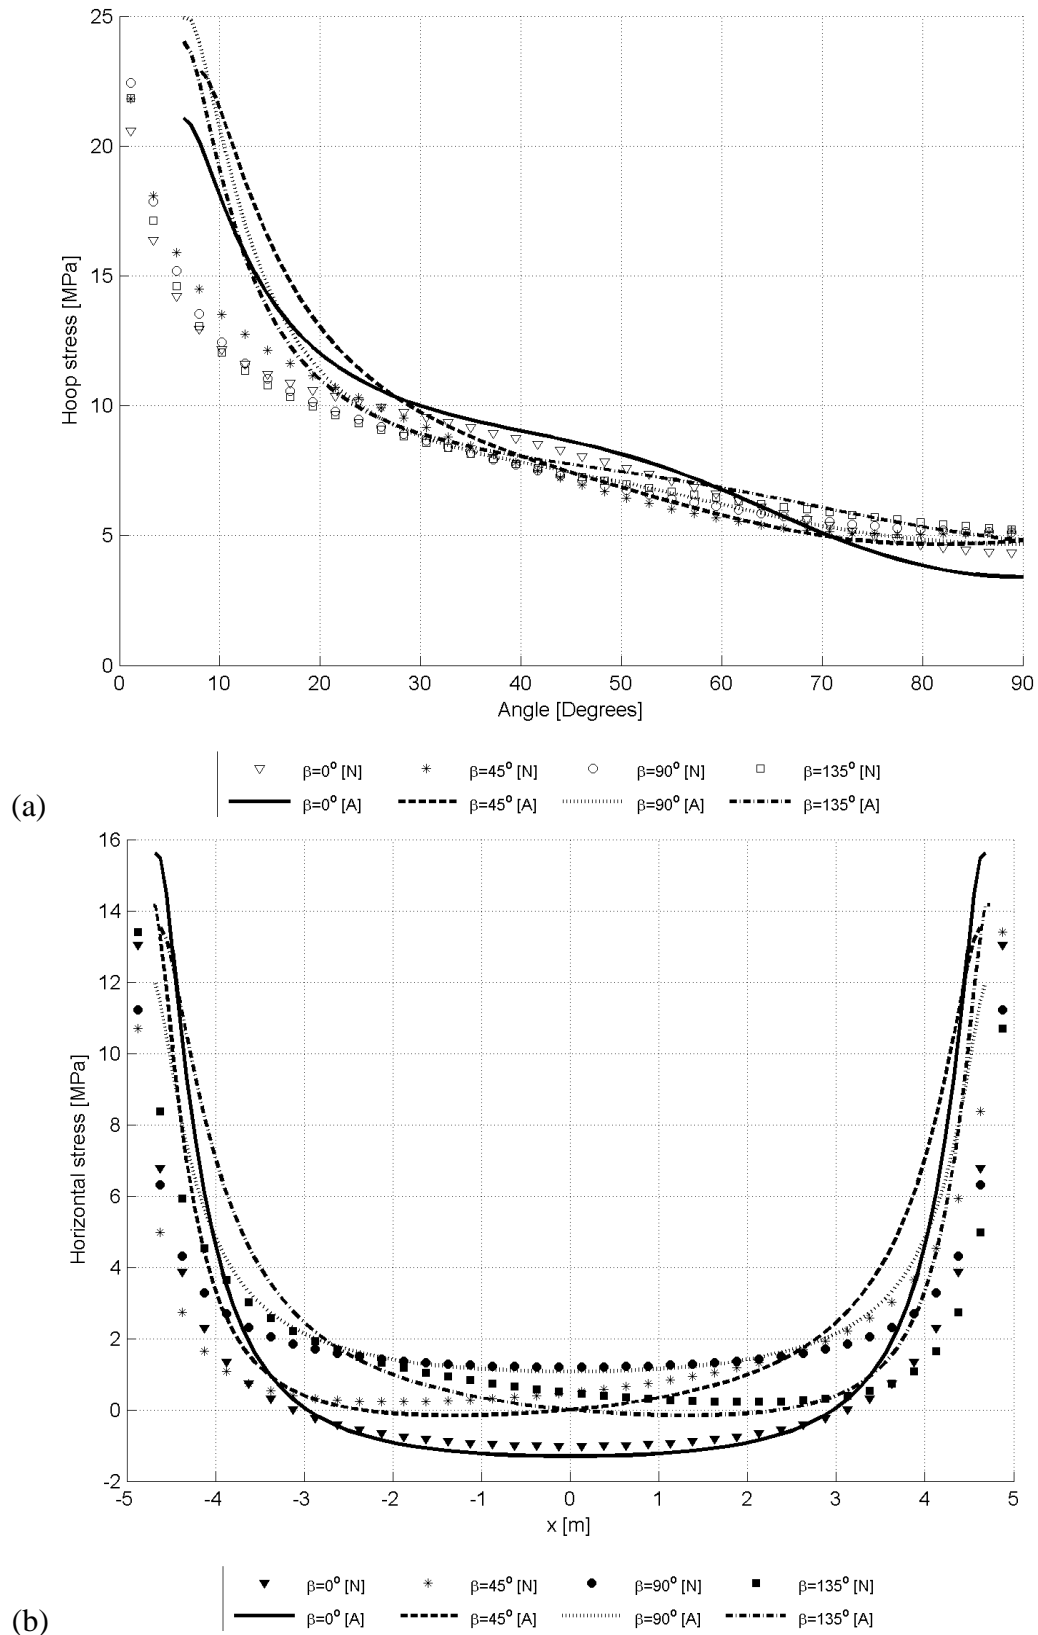 25
20
15
10
5
0
Hoop stress [MPa]
0 10 20 30 40 50 60 70 80 90
Angle [Degrees]
β=0° [N] β=45° [N] β=90° [N] β=135° [N]
β=0° [A] β=45° [A] β=90° [A] β=135° [A]
(a)
16
14
12
10
8
6
4
2
0
-2
Horizontal stress [MPa]
-5 -4 -3 -2 -1 0 1 2 3 4 5
x [m]
β=0° [N] β=45° [N] β=90° [N] β=135° [N]
β=0° [A] β=45° [A] β=90° [A] β=135° [A]
(b)